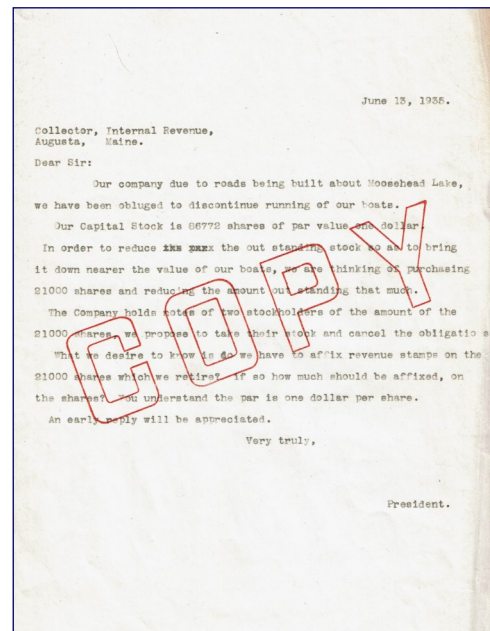 June 13, 1935.
Collector, Internal Revenue,
Augusta, Maine.
Dear Sir:
Our company due to roads being built about Moosehead Lake,
we have been obluged to discontinue running of our boats.
Our Capital Stock is 86772 shares of par value one dollar.
In order to reduce the out standing stock so as to bring
it down nearer the value of our boats, we are thinking of purchasing
21000 shares and reducing the amount out standing that much.
The Company holds notes of two stockholders of the amount of the
21000 shares, we propose to take their stock and cancel the obligatio s
What we desire to know is do we have to affix revenue stamps on the
21000 shares which we retire? If so how much should be affixed, on
the shares? You understand the par is one dollar per share.
An early reply will be appreciated.
Very truly,
President.
COPY